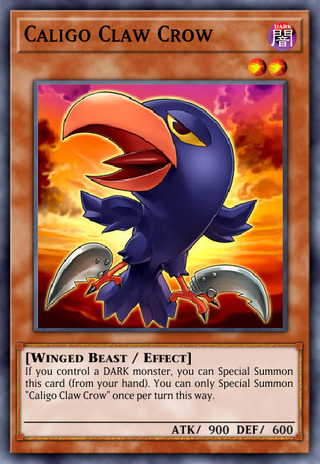 Caligo Claw Crow
DARK
闇
[Winged Beast / Effect]
If you control a DARK monster, you can Special Summon
this card (from your hand). You can only Special Summon
"Caligo Claw Crow" once per turn this way.
ATK/ 900 DEF/ 600